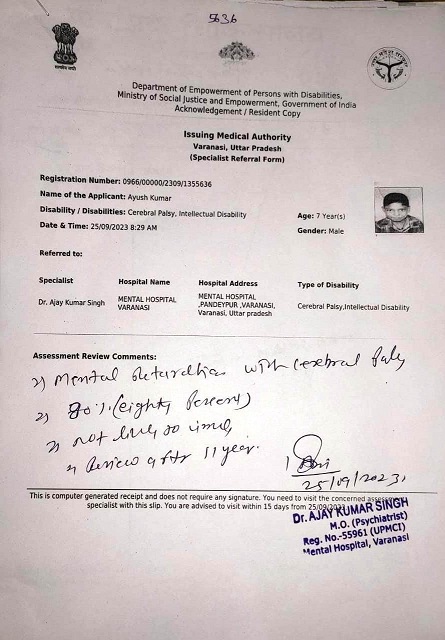 5636
Department of Empowerment of Persons with Disabilities,
Ministry of Social Justice and Empowerment, Government of India
Acknowledgement / Resident Copy
Issuing Medical Authority
Varanasi, Uttar Pradesh
(Specialist Referral Form)
Registration Number: 0966/00000/2309/1355636
Name of the Applicant: Ayush Kumar
Disability / Disabilities: Cerebral Palsy, Intellectual Disability Age: 7 Year(s)
Date & Time: 25/09/2023 8:29 AM Gender: Male
Referred to:
Specialist Hospital Name Hospital Address Type of Disability
Dr. Ajay Kumar Singh MENTAL HOSPITAL VARANASI MENTAL HOSPITAL ,PANDEYPUR ,VARANASI, Varanasi, Uttar pradesh Cerebral Palsy,Intellectual Disability
Assessment Review Comments:
Mental Retardation with cerebral Palsy
80% (eighty Percent)
not
Review after 11 year.
25/09/2023
This is computer generated receipt and does not require any signature. You need to visit the concerned assessment
specialist with this slip. You are advised to visit within 15 days from 25/09/2023
Dr. AJAY KUMAR SINGH
M.O. (Psychiatrist)
Reg. No.-55961 (UPMCI)
Mental Hospital, Varanasi